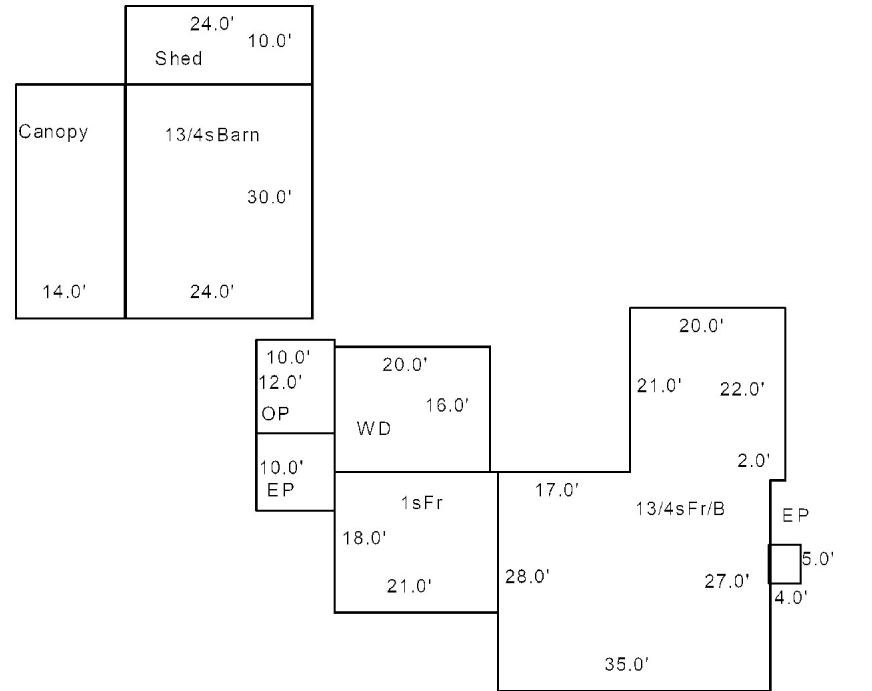 24.0'
10.0'
Shed
Canopy
13/4sBarn
30.0'
14.0'
24.0'
20.0'
10.0'
20.0'
12.0'
21.0'
22.0'
16.0'
OP
WD
2.0'
10.0'
EP
17.0'
1sFr
13/4sFr/B
EP
18.0'
5.0'
28.0'
27.0'
21.0'
4.0'
35.0'